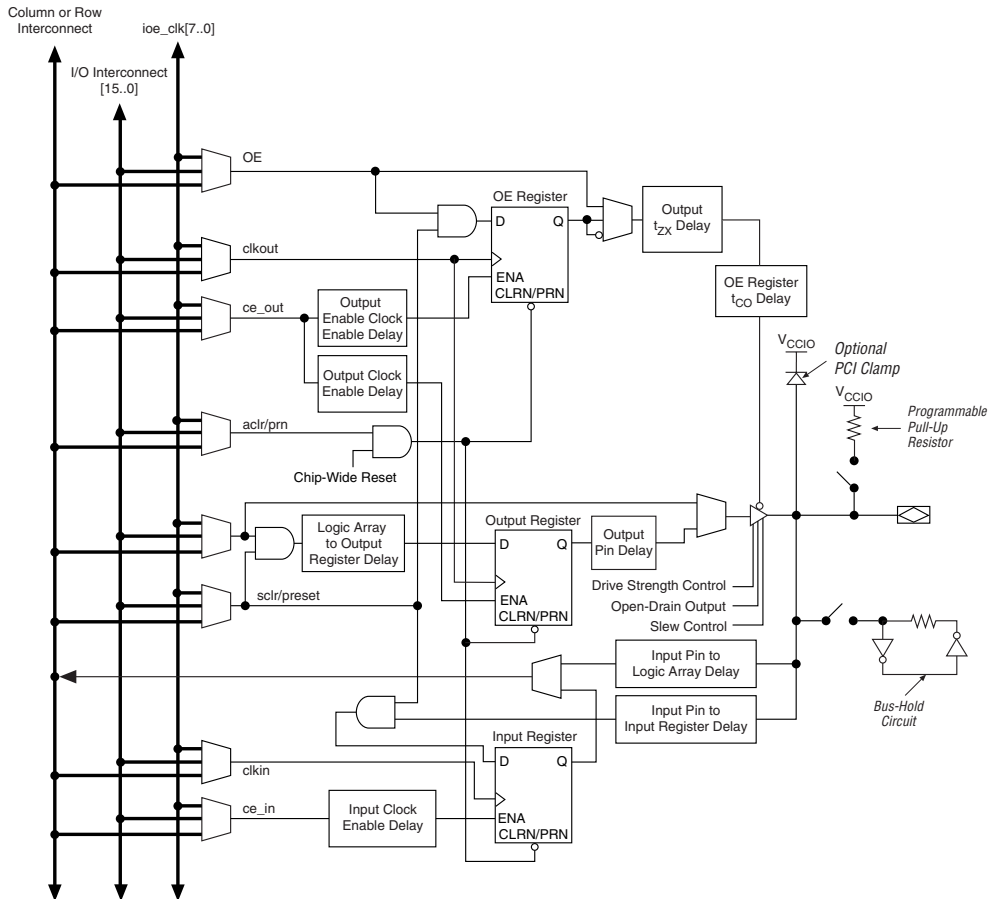 Column or Row
Interconnect
ioe_clk[7..0]
I/O Interconnect
[15..0]
OE
OE Register
D
Q
Output
tZX Delay
clkout
ENA
CLRN/PRN
OE Register
tCO Delay
ce_out
Output
Enable Clock
Enable Delay
Output Clock
Enable Delay
VCCIO
Optional
PCI Clamp
VCCIO
Programmable
Pull-Up
Resistor
aclr/prn
Chip-Wide Reset
Logic Array
to Output
Register Delay
Output Register
D
Q
ENA
CLRN/PRN
Output
Pin Delay
sclr/preset
Drive Strength Control
Open-Drain Output
Slew Control
Input Pin to
Logic Array Delay
Input Pin to
Input Register Delay
Bus-Hold
Circuit
Input Register
D
Q
ENA
CLRN/PRN
clkin
ce_in
Input Clock
Enable Delay